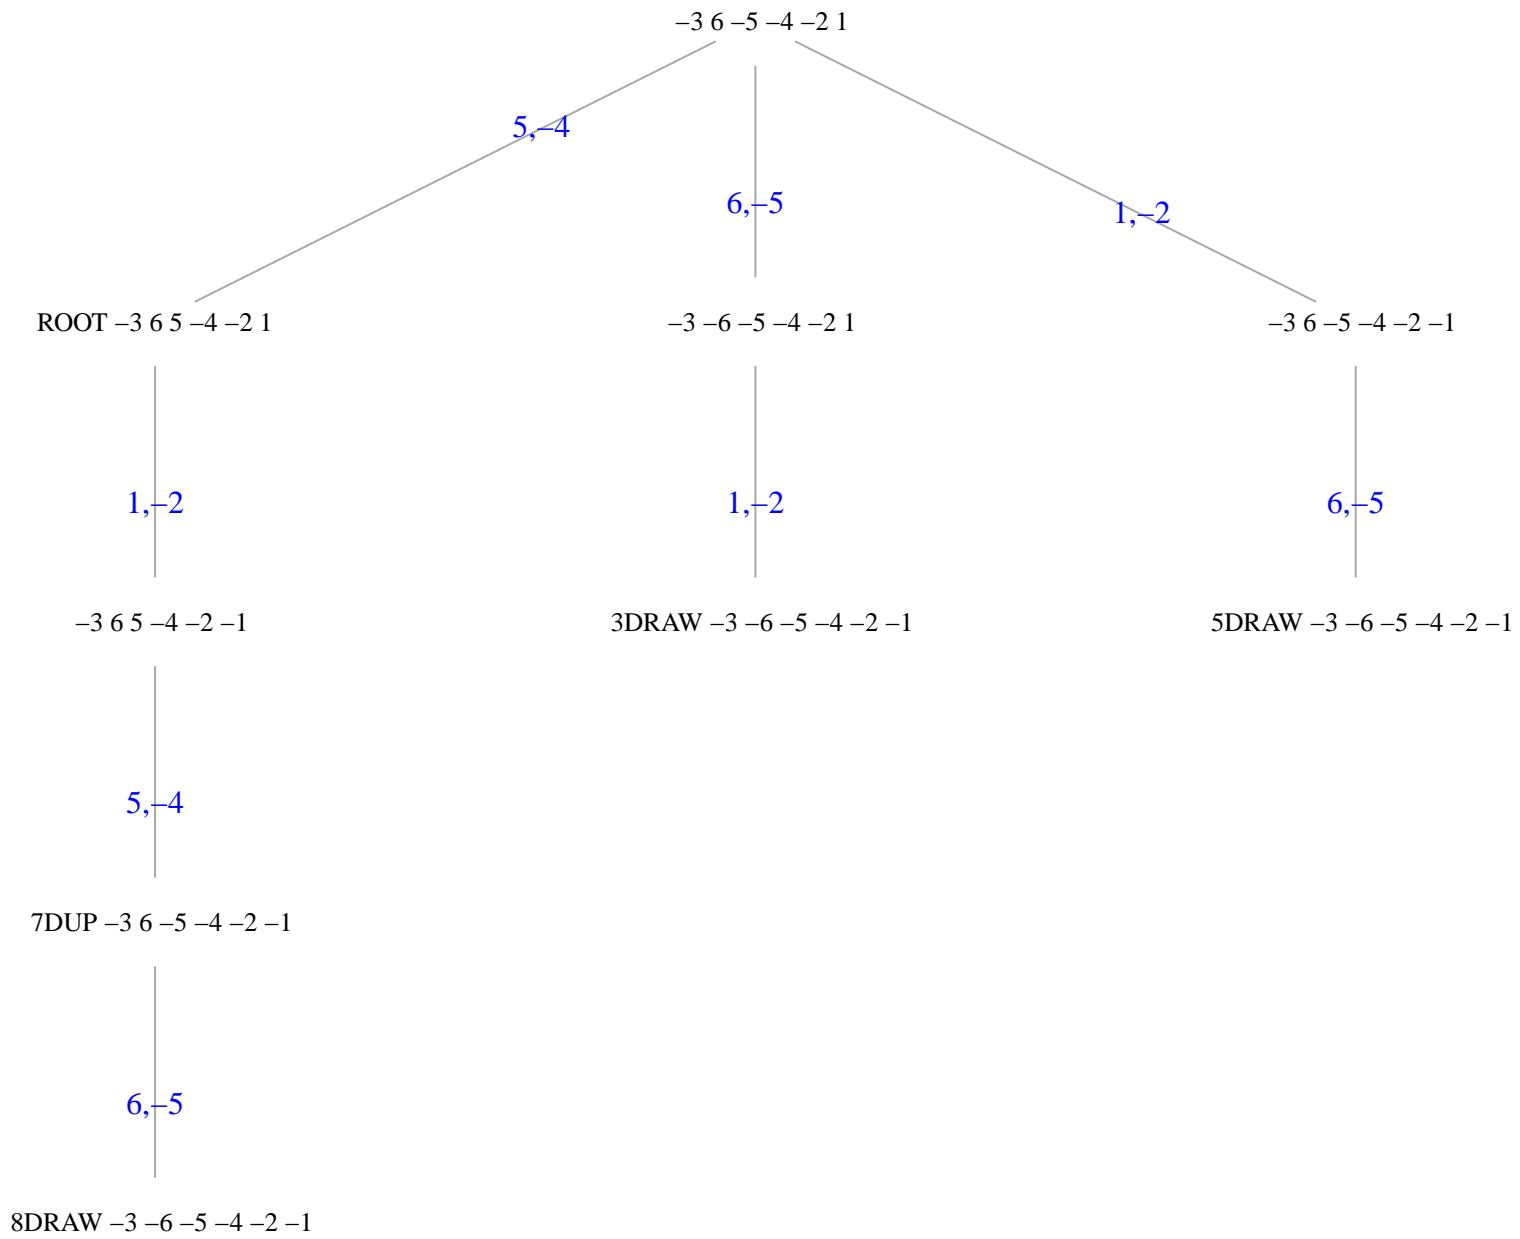 –3 6 –5 –4 –2 1
5,–4
6,–5
1,–2
ROOT –3 6 5 –4 –2 1
–3 –6 –5 –4 –2 1
–3 6 –5 –4 –2 –1
1,–2
1,–2
6,–5
–3 6 5 –4 –2 –1
3DRAW –3 –6 –5 –4 –2 –1
5DRAW –3 –6 –5 –4 –2 –1
5,–4
7DUP –3 6 –5 –4 –2 –1
6,–5
8DRAW –3 –6 –5 –4 –2 –1